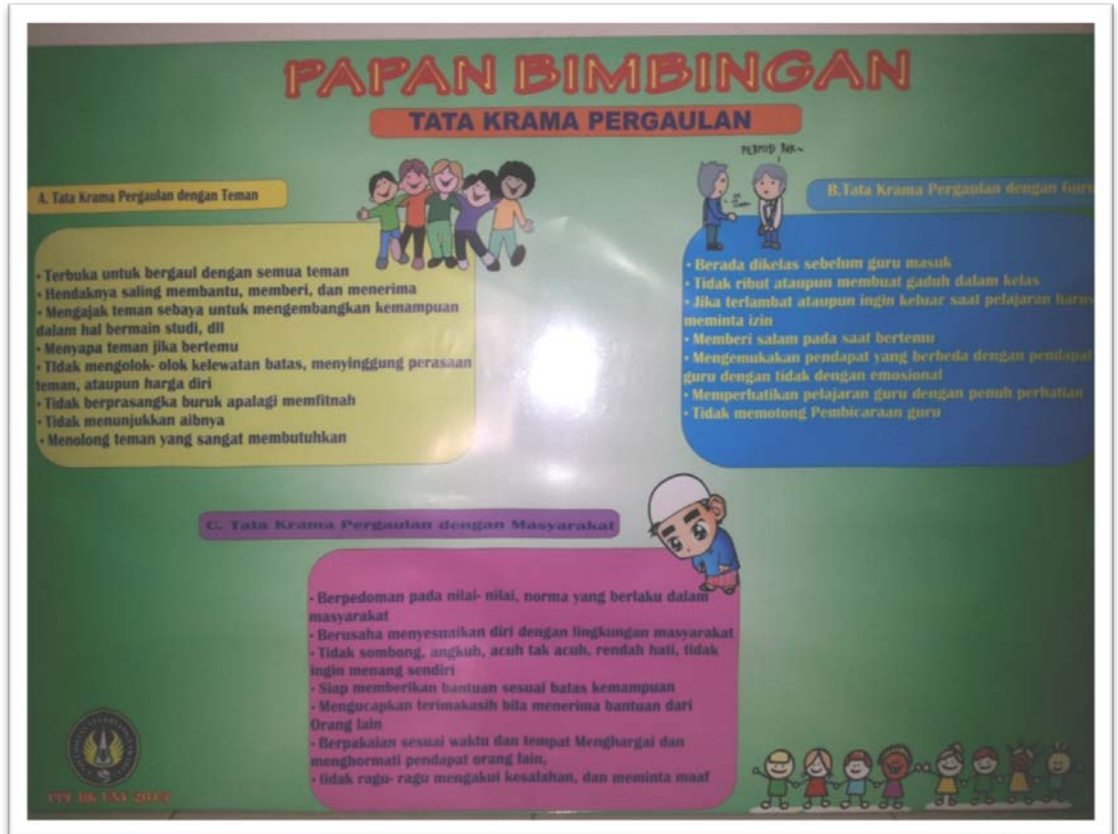 PAPAN BIMBINGAN
TATA KRAMA PERGAULAN
A. Tata Krama Pergaulan dengan Teman
- Terbuka untuk bergaul dengan semua teman
- Hendaknya saling membantu, memberi, dan menerima
- Mengajak teman sebaya untuk mengembangkan kemampuan
dalam hal bermain studi, dll
- Menyapa teman jika bertemu
- TIdak mengolok- olok kelewatan batas, menyinggung perasaan
teman, ataupun harga diri
- Tidak berprasangka buruk apalagi memfitnah
- Tidak menunjukkan aibnya
- Menolong teman yang sangat membutuhkan
PERMISI PAK~
B.Tata Krama Pergaulan dengan Guru
- Berada dikelas sebelum guru masuk
- Tidak ribut ataupun membuat gaduh dalam kelas
- Jika terlambat ataupun ingin keluar saat pelajaran harus
meminta izin
- Memberi salam pada saat bertemu
- Mengemukakan pendapat yang berbeda dengan pendapat
guru dengan tidak dengan emosional
- Memperhatikan pelajaran guru dengan penuh perhatian
- Tidak memotong Pembicaraan guru
C. Tata Krama Pergaulan dengan Masyarakat
- Berpedoman pada nilai- nilai, norma yang berlaku dalam
masyarakat
- Berusaha menyesuaikan diri dengan lingkungan masyarakat
- Tidak sombong, angkuh, acuh tak acuh, rendah hati, tidak
ingin menang sendiri
- Siap memberikan bantuan sesuai batas kemampuan
- Mengucapkan terimakasih bila menerima bantuan dari
Orang lain
- Berpakaian sesuai waktu dan tempat Menghargai dan
menghormati pendapat orang lain,
- tidak ragu- ragu mengakui kesalahan, dan meminta maaf
PPL BK UNY